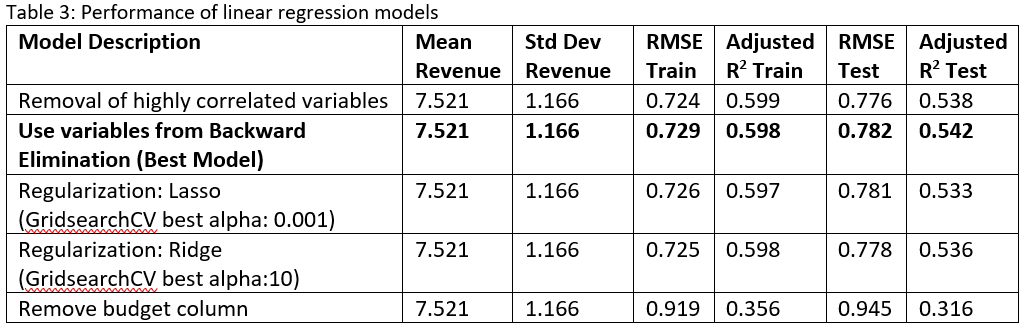 Table 3: Performance of linear regression models
Model Description Mean Revenue Std Dev Revenue RMSE Train Adjusted R² Train RMSE Test Adjusted R² Test
Removal of highly correlated variables 7.521 1.166 0.724 0.599 0.776 0.538
Use variables from Backward Elimination (Best Model) 7.521 1.166 0.729 0.598 0.782 0.542
Regularization: Lasso (GridsearchCV best alpha: 0.001) 7.521 1.166 0.726 0.597 0.781 0.533
Regularization: Ridge (GridsearchCV best alpha:10) 7.521 1.166 0.725 0.598 0.778 0.536
Remove budget column 7.521 1.166 0.919 0.356 0.945 0.316